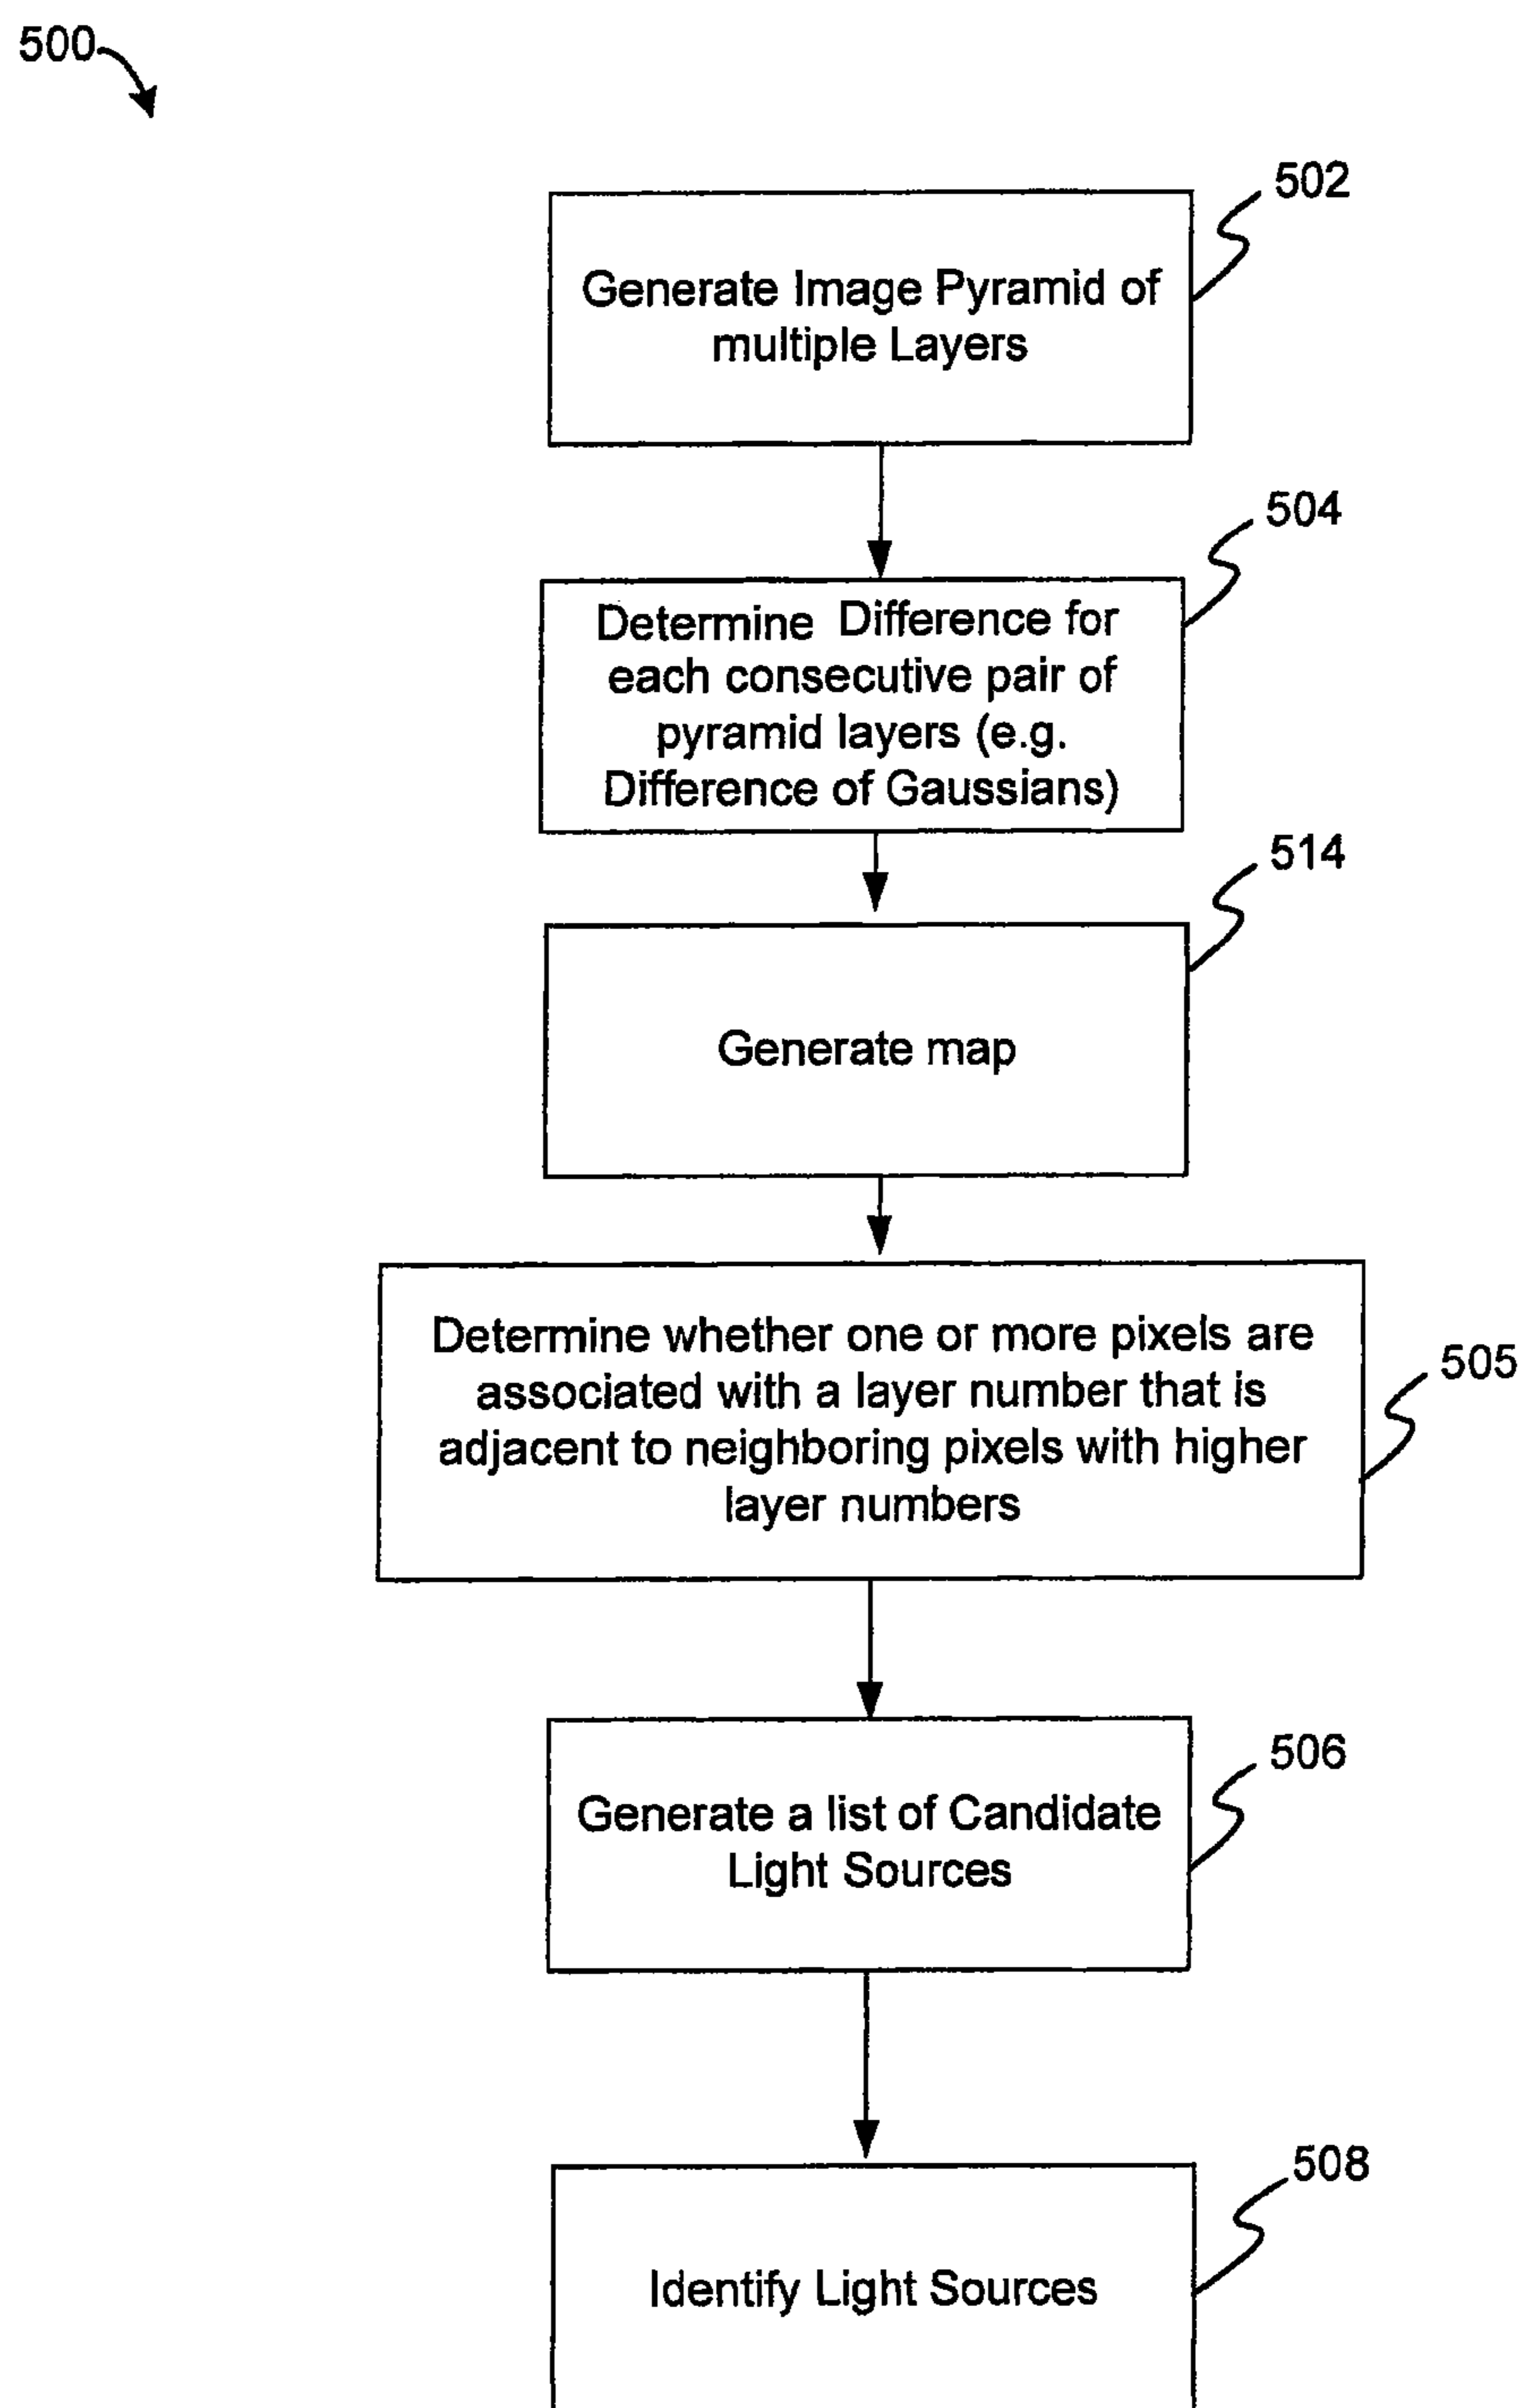 500
502
Generate Image Pyramid of
multiple Layers
504
Determine Difference for
each consecutive pair of
pyramid layers (e.g.
Difference of Gaussians)
514
Generate map
Determine whether one or more pixels are
associated with a layer number that is
adjacent to neighboring pixels with higher
layer numbers
505
506
Generate a list of Candidate
Light Sources
508
Identify Light Sources